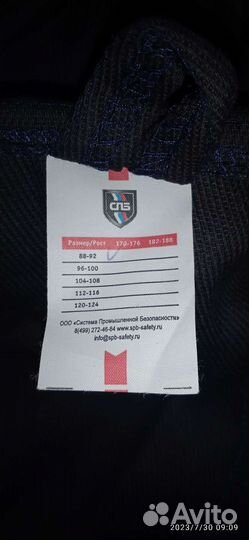 СПБ
Размер/Рост 170-176 182-188
88-92
96-100
104-108
112-116
120-124
ООО «Система Промышленной Безопасности»
8(499) 272-46-84 www.spb-safety.ru
spb-safety.ru
2023/7/30 09:09
Avito